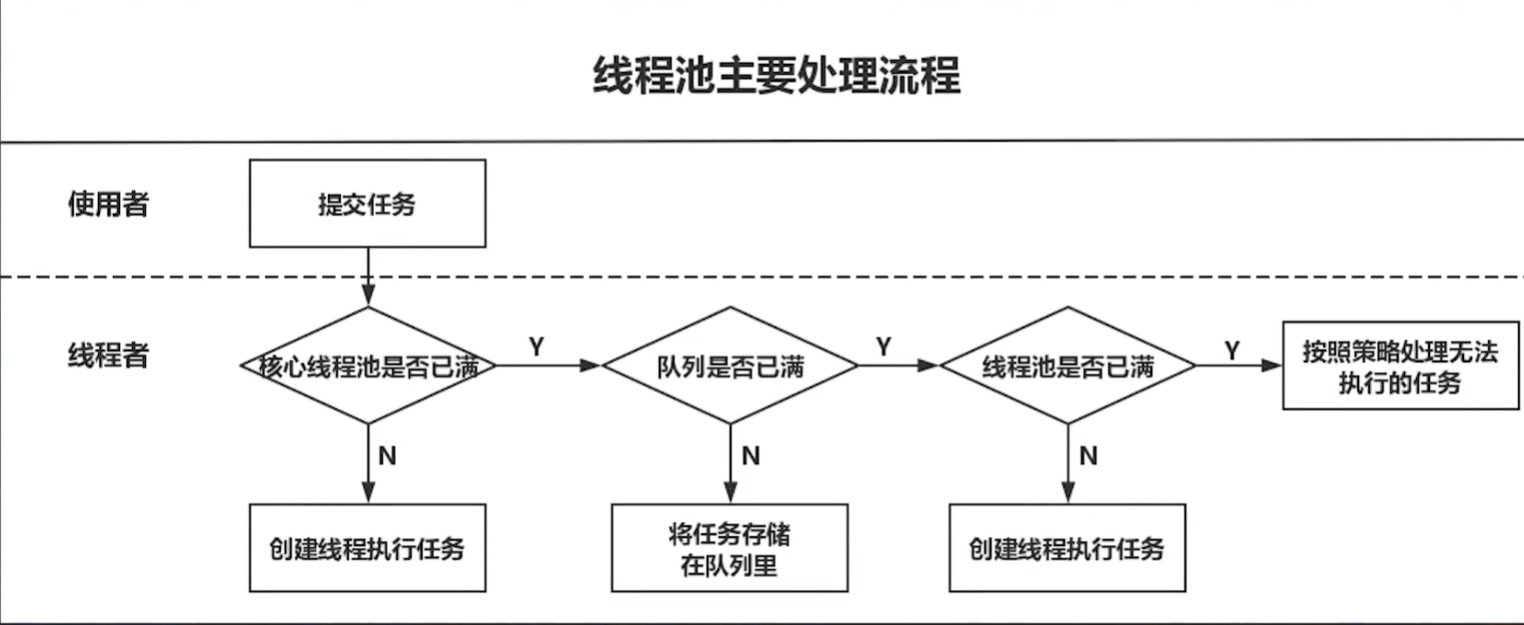 线程池主要处理流程
使用者
提交任务
线程者
核心线程池是否已满
Y
队列是否已满
Y
线程池是否已满
Y
按照策略处理无法
执行的任务
N
N
N
创建线程执行任务
将任务存储
在队列里
创建线程执行任务